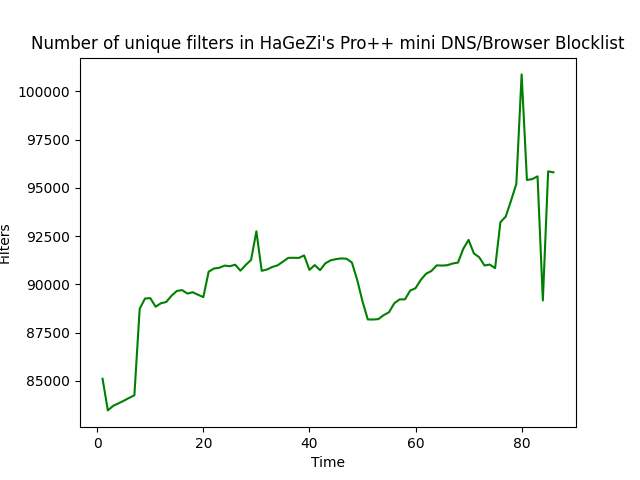 Number of unique filters in HaGeZi's Pro++ mini DNS/Browser Blocklist
100000
97500
95000
92500
90000
87500
85000
Filters
0 20 40 60 80
Time